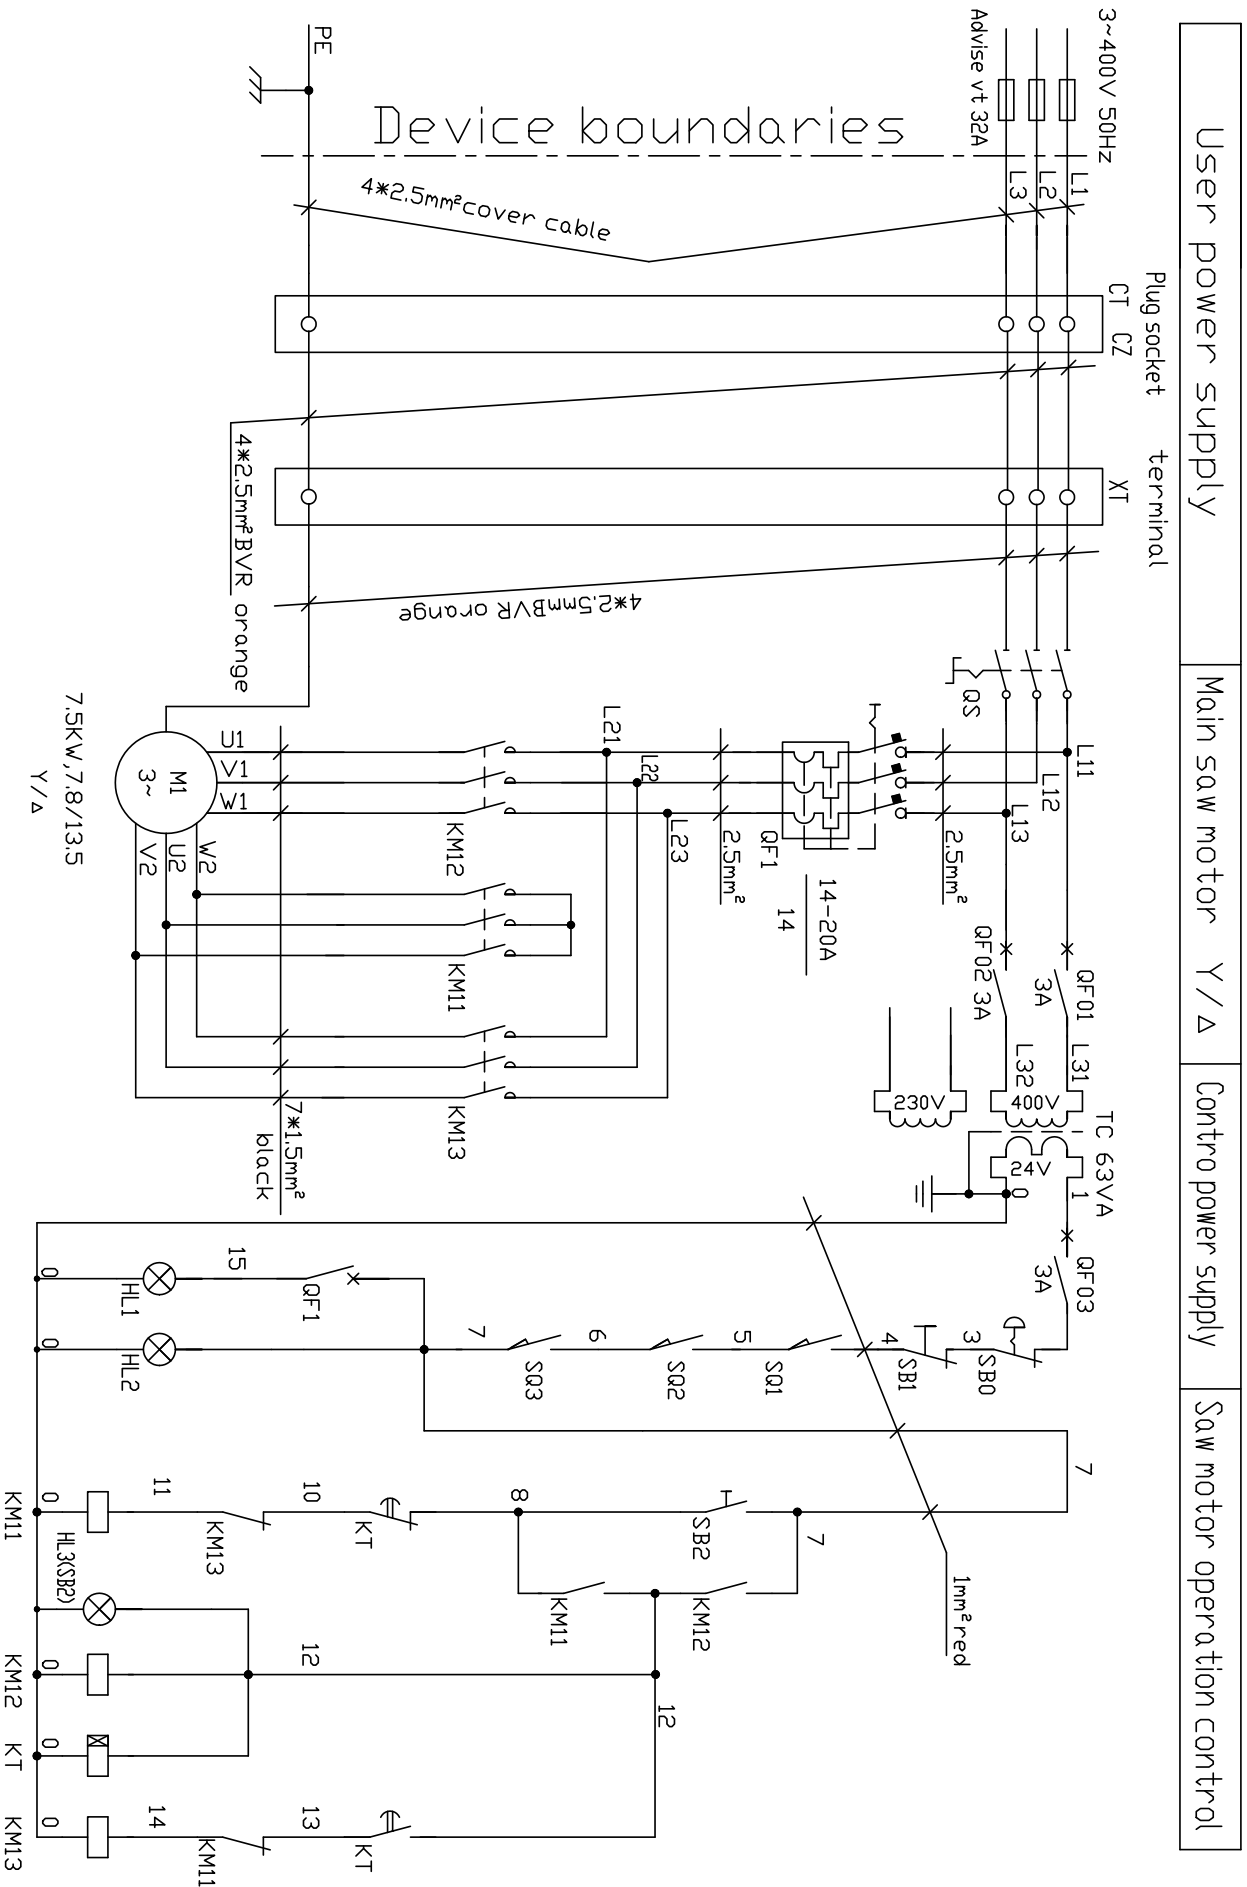 User power supply
Main saw motor Y/Δ
Contro power supply
Saw motor operation control
3~400V 50Hz
Advise vt 32A
PE
Device boundaries
L1
L2
L3
4*2.5mm²cover cable
Plug socket
CT CZ
terminal
XT
4*2.5mm²BVR orange
4*2.5mmBVR orange
QS
L11
L12
L13
2.5mm²
QF1
14-20A
14
2.5mm²
L21
L22
L23
KM12
KM11
KM13
U1
V1
W1
M1
3~
W2
U2
V2
7.5KW,7.8/13.5
Y/Δ
7*1.5mm²
black
QF01
3A
QF02 3A
L31
L32
TC 63VA
230V
400V
24V
1
0
QF03
3A
SB0
3
SB1
4
SQ1
5
SQ2
6
SQ3
7
QF1
15
HL1
0
HL2
0
1mm²red
7
7
SB2
8
KM12
KM11
KT
10
KM13
11
0
KM11
HL3(SB2)
12
12
0
KM12
0
KT
KT
13
KM11
14
0
KM13